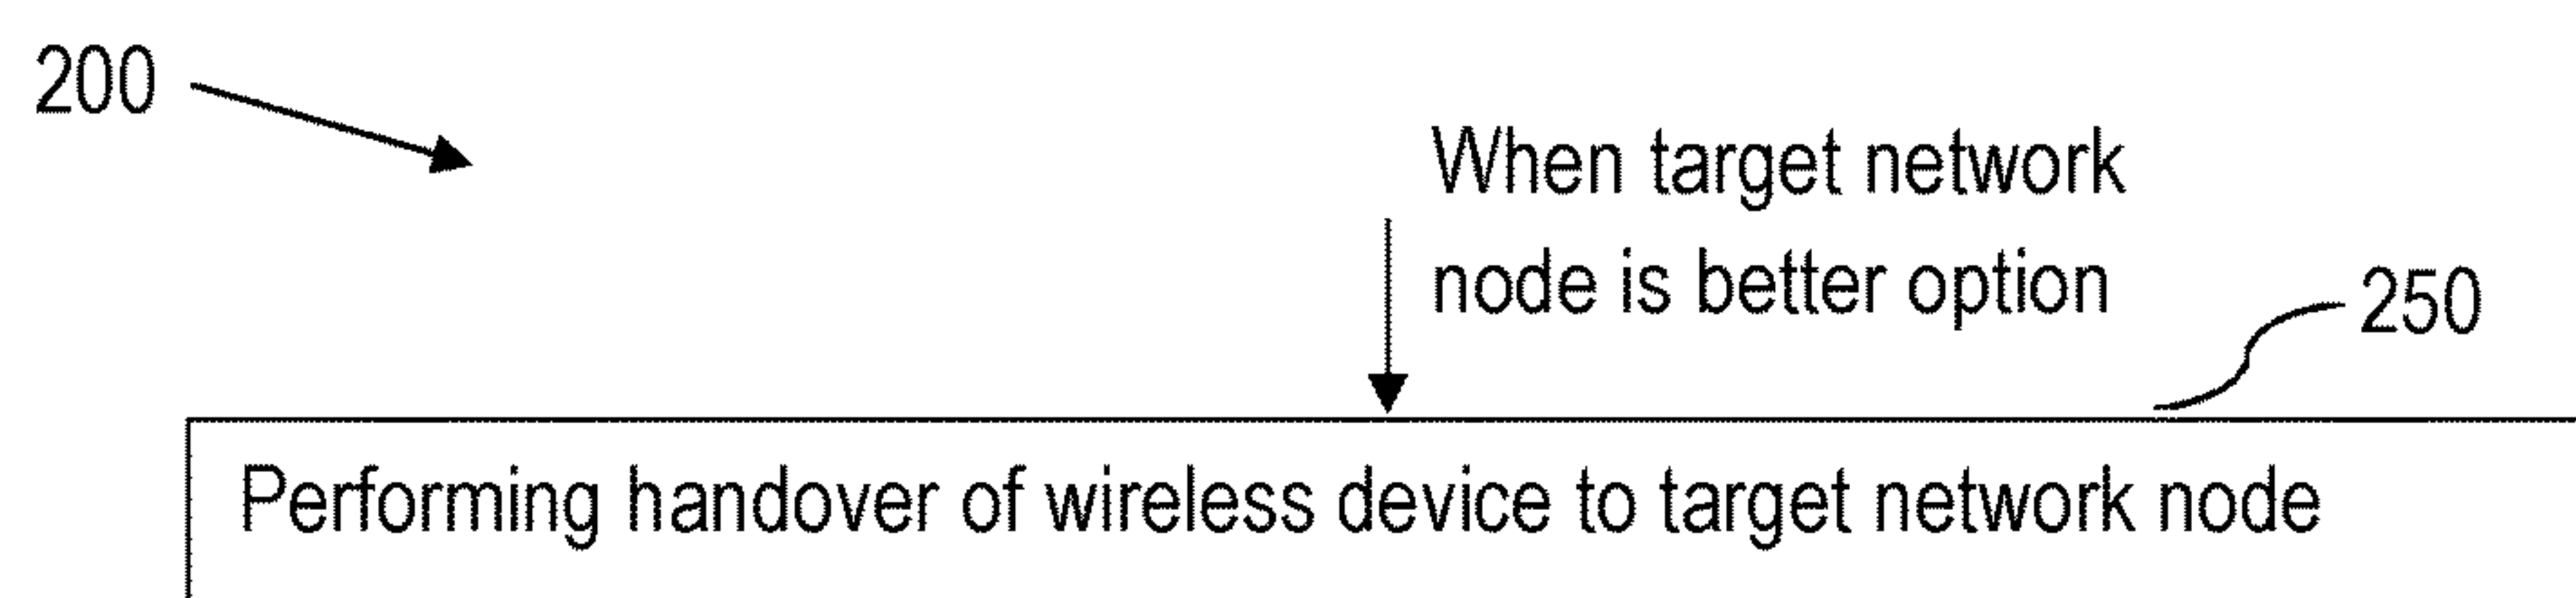 200
When target network
node is better option
250
Performing handover of wireless device to target network node